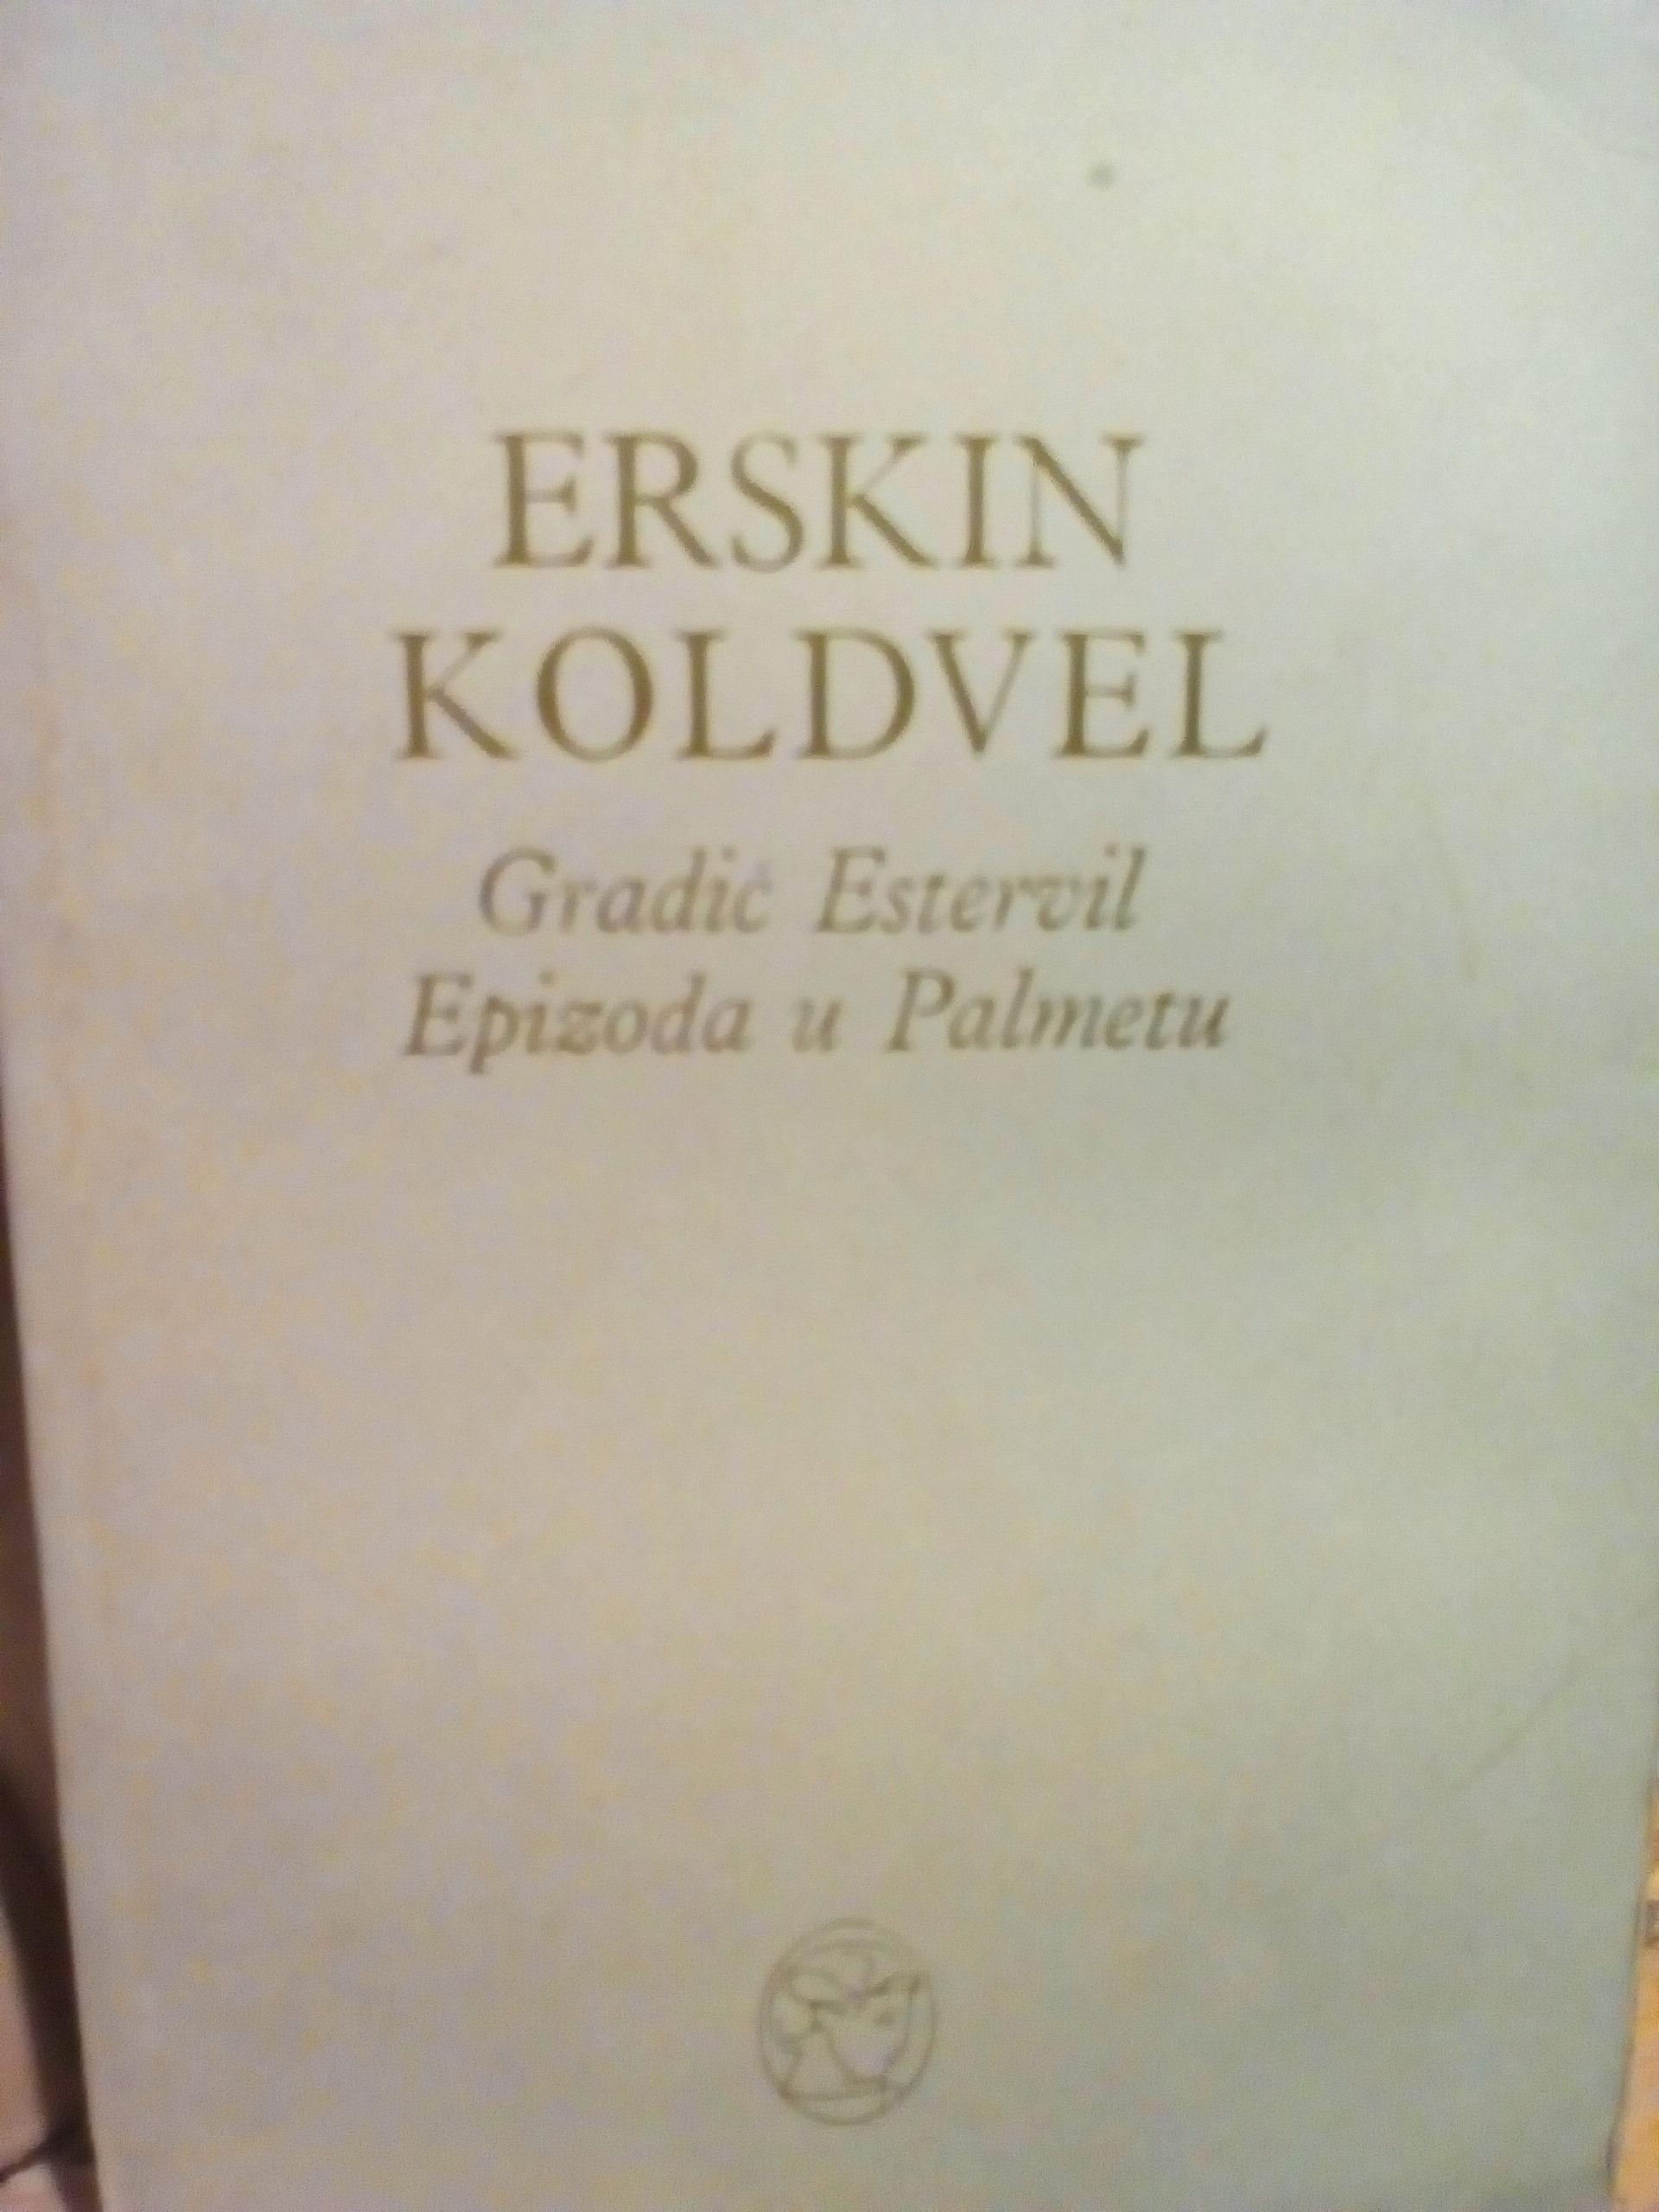 ERSKIN
KOLDVEL
Gradić Estervil
Epizoda u Palmetu